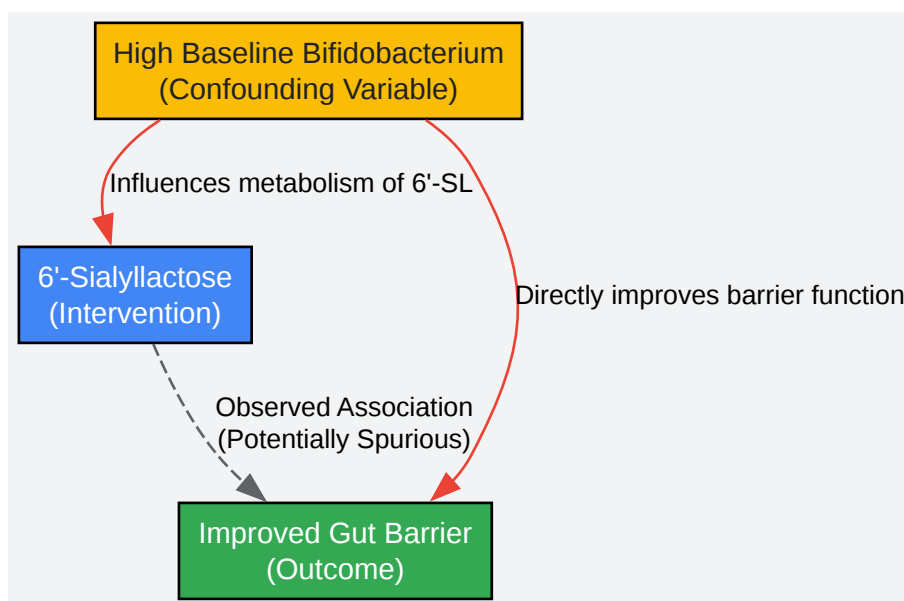 High Baseline Bifidobacterium
(Confounding Variable)
Influences metabolism of 6'-SL
6'-Sialyllactose
(Intervention)
Directly improves barrier function
Observed Association
(Potentially Spurious)
Improved Gut Barrier
(Outcome)